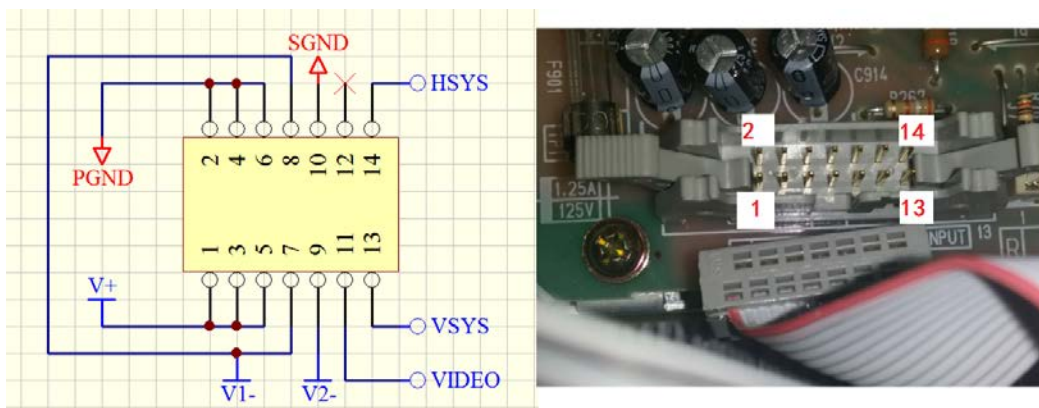 SGND
HSYS
PGND
2 4 6 8 10 12 14
1 3 5 7 9 11 13
V+
VSYS
VIDEO
V1-
V2-
F901
C914
R262
2 14
1 13
1.25A
125V
INPUT 13
R